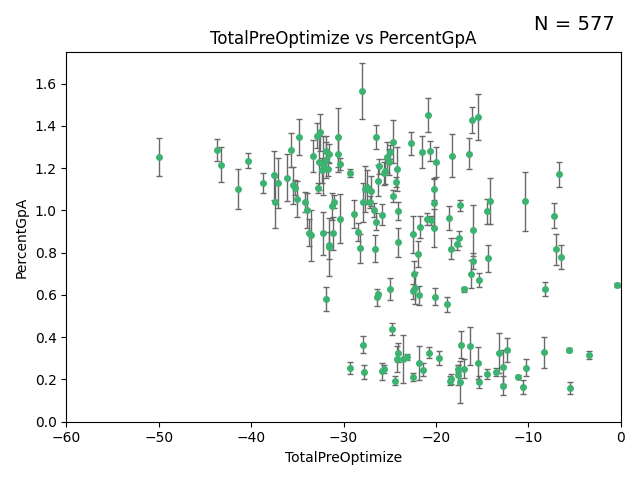 N = 577
TotalPreOptimize vs PercentGpA
PercentGpA
1.6
1.4
1.2
1.0
0.8
0.6
0.4
0.2
0.0
−60 −50 −40 −30 −20 −10 0
TotalPreOptimize